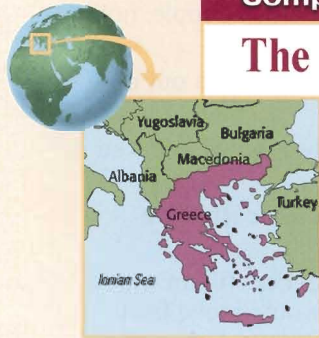 The
Yugoslavia
Bulgaria
Macedonia
Albania
Turkey
Greece
Ionian Sea